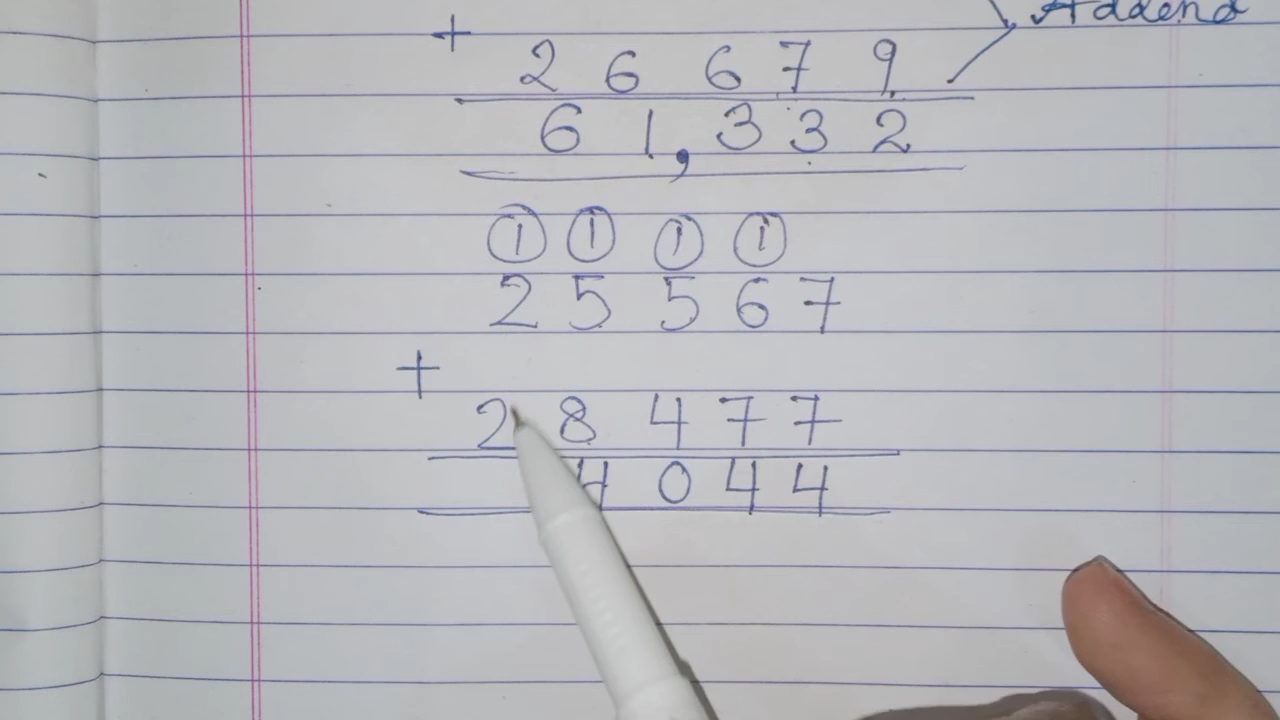 Addend
+
2 6 6 7 9
6 1,3 3 2
1 1 1 1
2 5 5 6 7
+
2 8 4 7 7
4 0 4 4